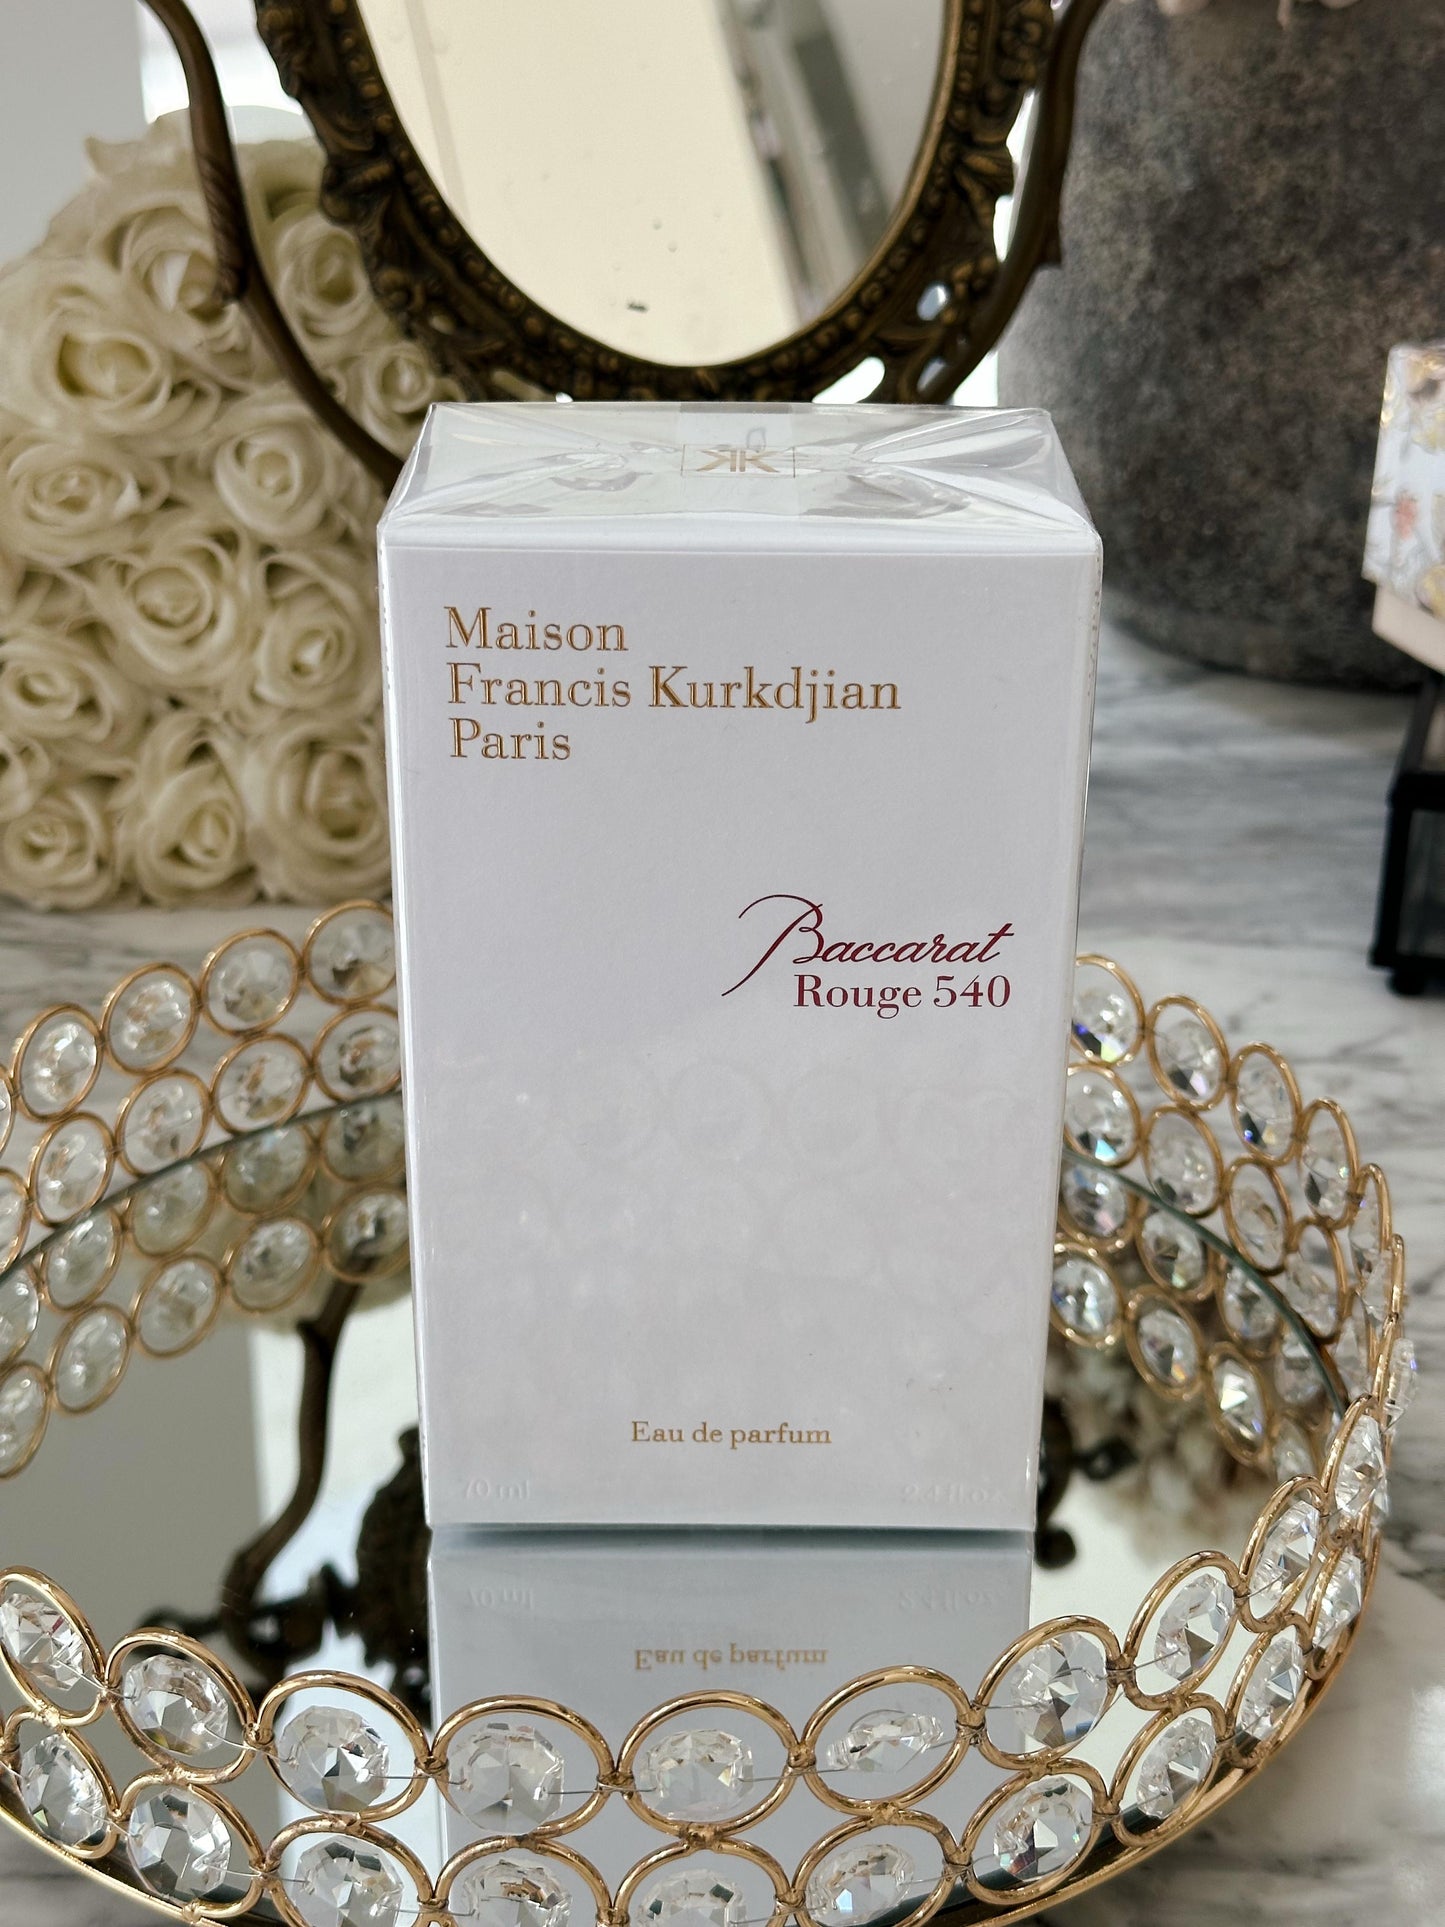 Maison
Francis Kurkdjian
Paris
Baccarat
Rouge 540
Eau de parfum
70 ml 2.4 fl oz